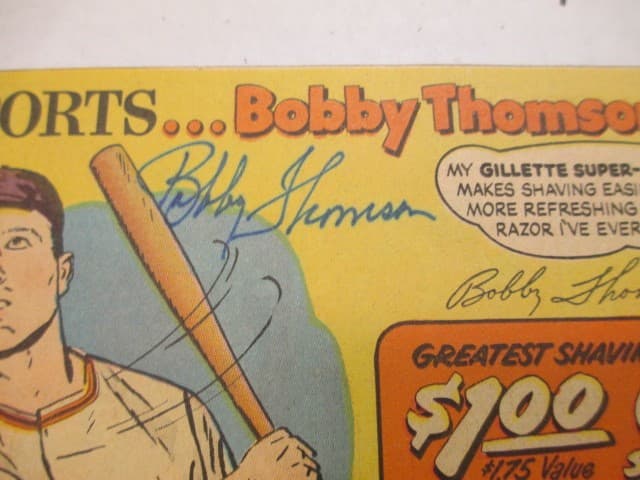 ORTS... Bobby Thomso
Bobby Thomson
MY GILLETTE SUPER-
MAKES SHAVING EASI
MORE REFRESHING
RAZOR I'VE EVER
Bobby Tho
GREATEST SHAVIN
$1.00
$1.75 Value